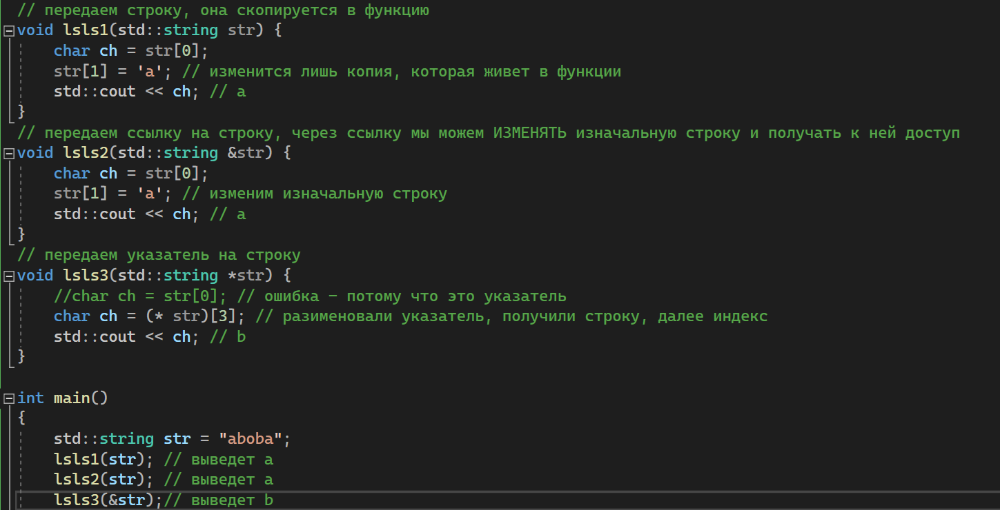 // передаем строку, она скопируется в функцию
void lsls1(std::string str) {
    char ch = str[0];
    str[1] = 'a'; // изменится лишь копия, которая живет в функции
    std::cout << ch; // a
}
// передаем ссылку на строку, через ссылку мы можем ИЗМЕНЯТЬ изначальную строку и получать к ней доступ
void lsls2(std::string &str) {
    char ch = str[0];
    str[1] = 'a'; // изменим изначальную строку
    std::cout << ch; // a
}
// передаем указатель на строку
void lsls3(std::string *str) {
    //char ch = str[0]; // ошибка - потому что это указатель
    char ch = (* str)[3]; // разименовали указатель, получили строку, далее индекс
    std::cout << ch; // b
}
int main()
{
    std::string str = "aboba";
    lsls1(str); // выведет a
    lsls2(str); // выведет a
    lsls3(&str);// выведет b